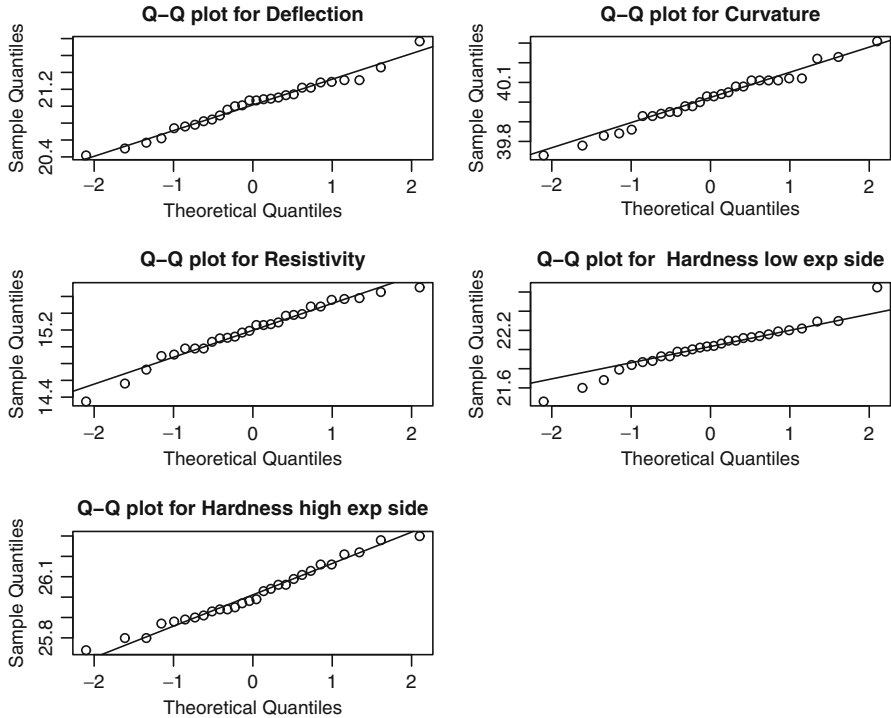 Q−Q plot for Deflection
Sample Quantiles
21.2
20.4
−2 −1 0 1 2
Theoretical Quantiles
Q−Q plot for Curvature
Sample Quantiles
40.1
39.8
−2 −1 0 1 2
Theoretical Quantiles
Q−Q plot for Resistivity
Sample Quantiles
15.2
14.4
−2 −1 0 1 2
Theoretical Quantiles
Q−Q plot for Hardness low exp side
Sample Quantiles
22.2
21.6
−2 −1 0 1 2
Theoretical Quantiles
Q−Q plot for Hardness high exp side
Sample Quantiles
26.1
25.8
−2 −1 0 1 2
Theoretical Quantiles